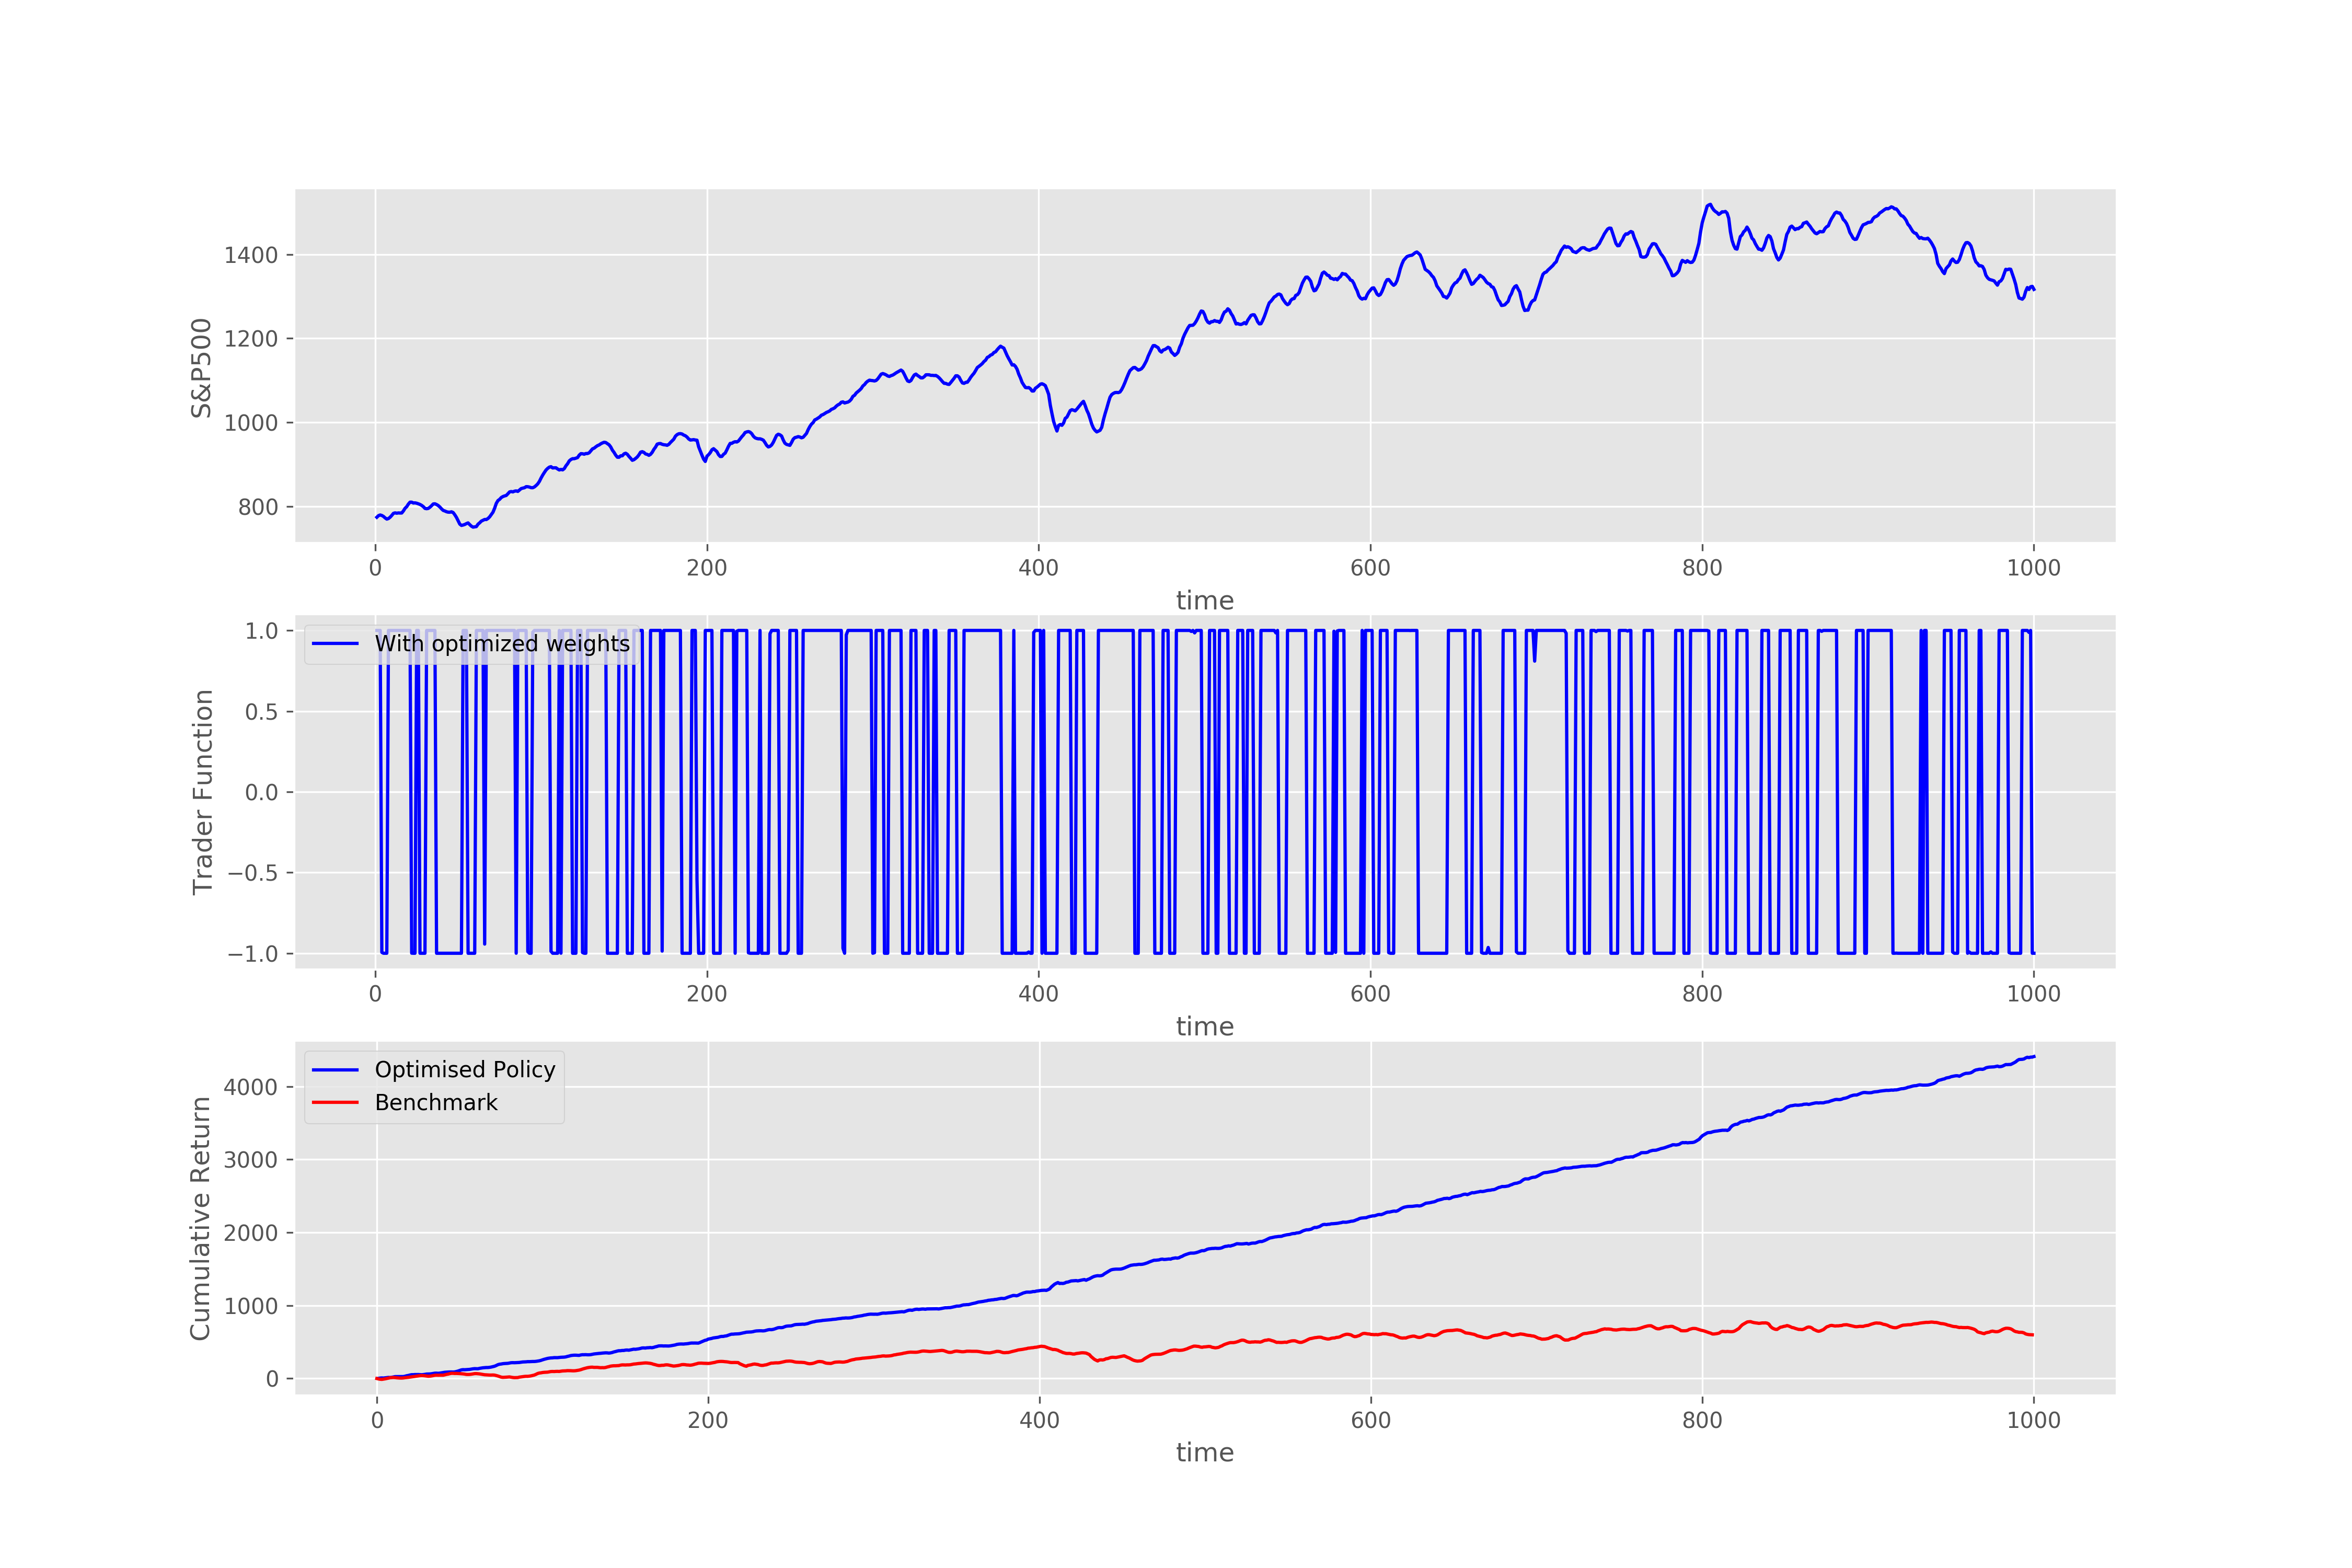 S&P500
1400
1200
1000
800
0 200 400 600 800 1000
time
With optimized weights
Trader Function
1.0
0.5
0.0
−0.5
−1.0
0 200 400 600 800 1000
time
Optimised Policy
Benchmark
Cumulative Return
4000
3000
2000
1000
0
0 200 400 600 800 1000
time